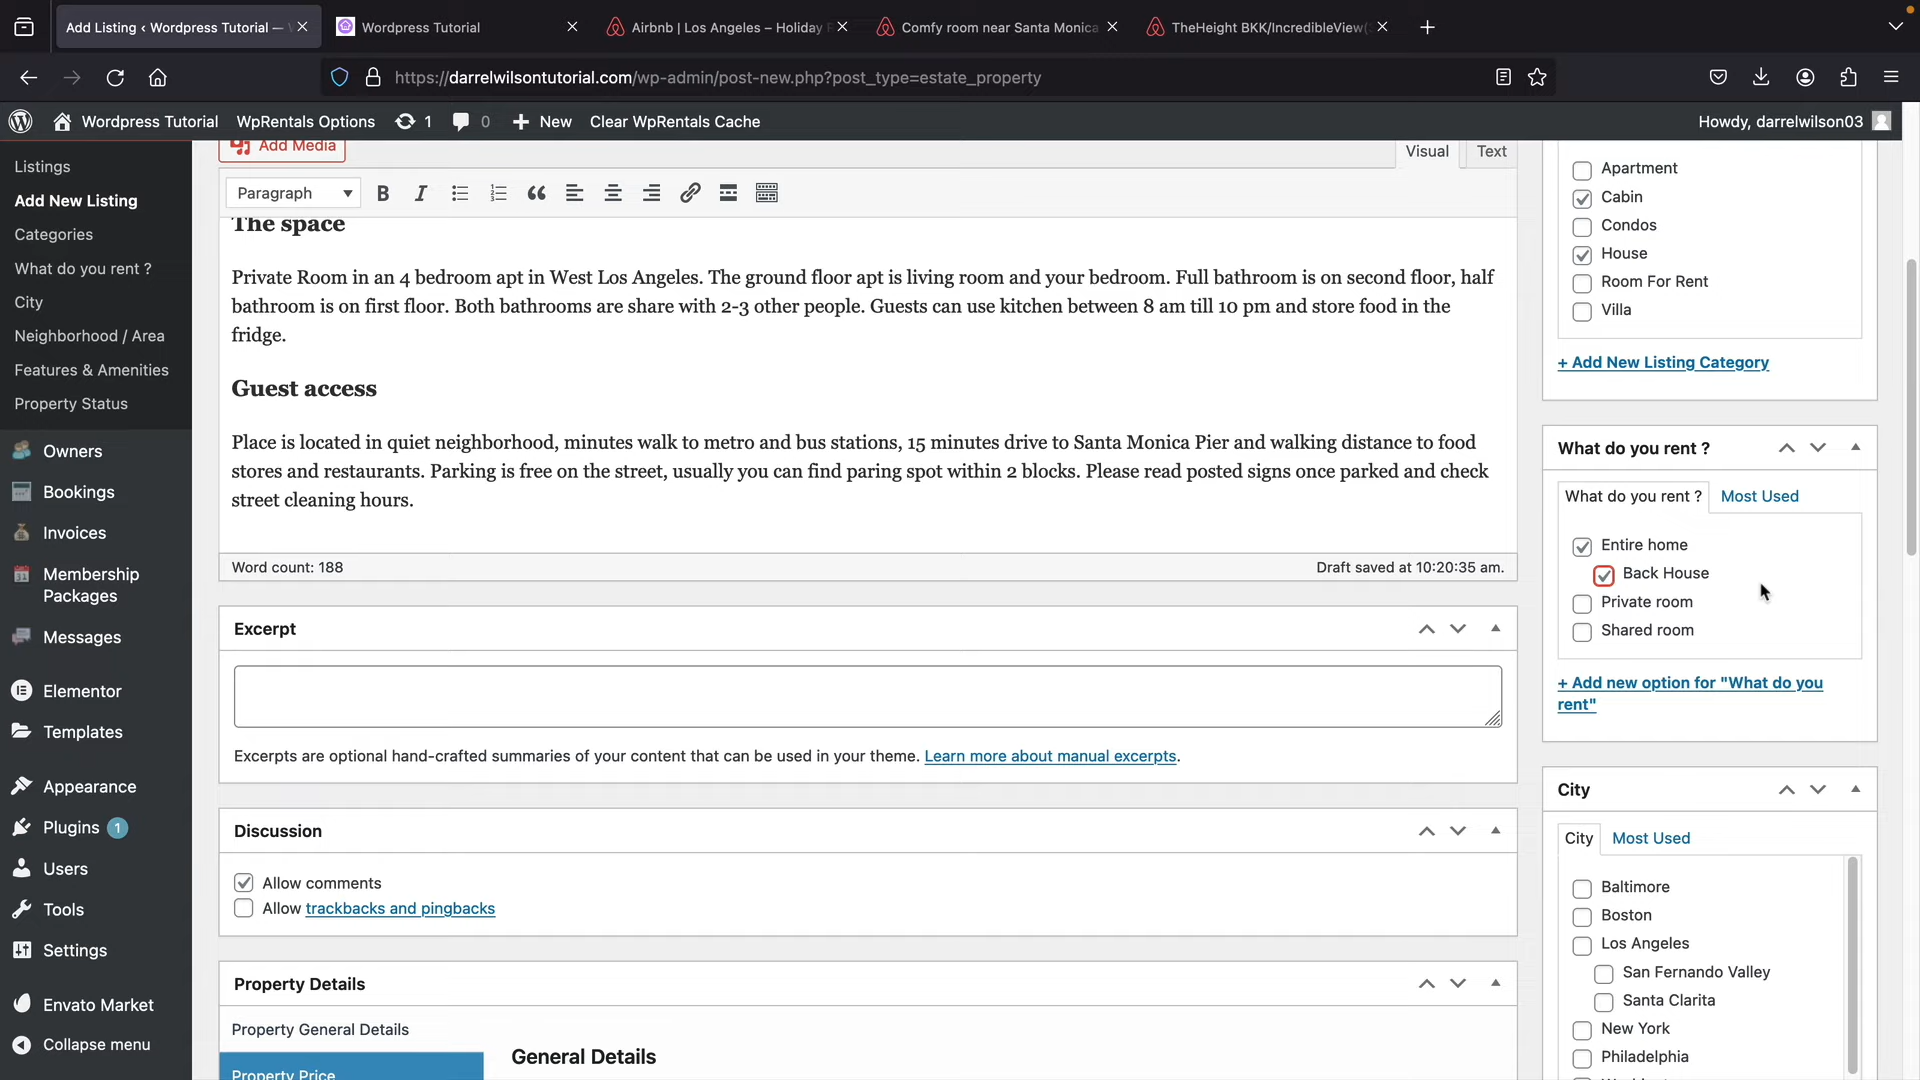 Add Listing ‹ Wordpress Tutorial —
Wordpress Tutorial
Airbnb | Los Angeles – Holiday
Comfy room near Santa Monica
TheHeight BKK/IncredibleView(
https://darrelwilsontutorial.com/wp-admin/post-new.php?post_type=estate_property
Wordpress Tutorial
WpRentals Options
1
0
New
Clear WpRentals Cache
Howdy, darrelwilson03
Listings
Add New Listing
Categories
What do you rent ?
City
Neighborhood / Area
Features & Amenities
Property Status
Owners
Bookings
Invoices
Membership
Packages
Messages
Elementor
Templates
Appearance
Plugins 1
Users
Tools
Settings
Envato Market
Collapse menu
Add Media
Visual
Text
Paragraph
The space
Private Room in an 4 bedroom apt in West Los Angeles. The ground floor apt is living room and your bedroom. Full bathroom is on second floor, half
bathroom is on first floor. Both bathrooms are share with 2-3 other people. Guests can use kitchen between 8 am till 10 pm and store food in the
fridge.
Guest access
Place is located in quiet neighborhood, minutes walk to metro and bus stations, 15 minutes drive to Santa Monica Pier and walking distance to food
stores and restaurants. Parking is free on the street, usually you can find paring spot within 2 blocks. Please read posted signs once parked and check
street cleaning hours.
Word count: 188
Draft saved at 10:20:35 am.
Excerpt
Excerpts are optional hand-crafted summaries of your content that can be used in your theme. Learn more about manual excerpts.
Discussion
Allow comments
Allow trackbacks and pingbacks
Property Details
Property General Details
Property Price
General Details
Apartment
Cabin
Condos
House
Room For Rent
Villa
+ Add New Listing Category
What do you rent ?
What do you rent ?
Most Used
Entire home
Back House
Private room
Shared room
+ Add new option for "What do you
rent"
City
City
Most Used
Baltimore
Boston
Los Angeles
San Fernando Valley
Santa Clarita
New York
Philadelphia